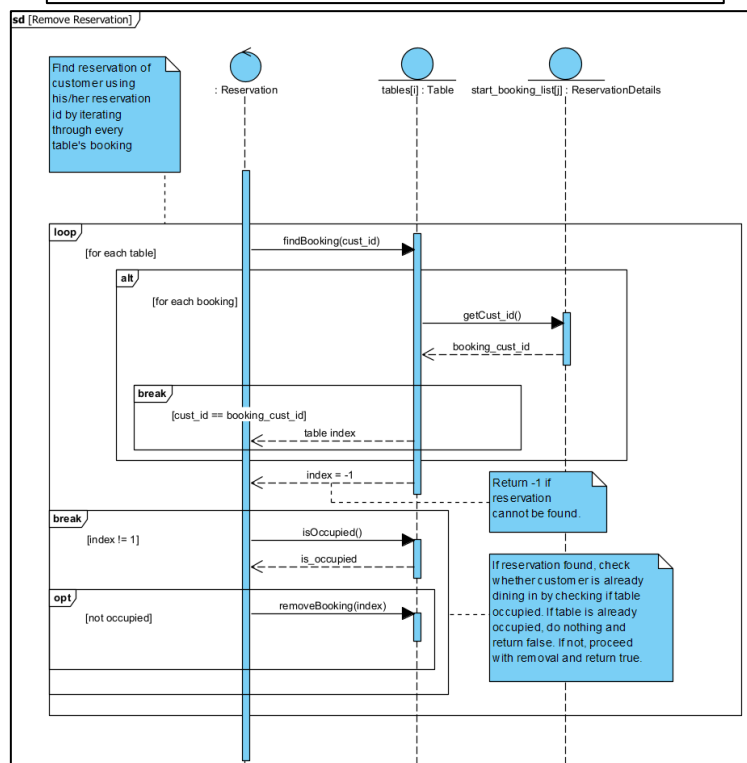 sd [Remove Reservation]
Find reservation of
customer using
his/her reservation
id by iterating
through every
table's booking
: Reservation
tables[i] : Table
start_booking_list[j] : ReservationDetails
loop
[for each table]
findBooking(cust_id)
alt
[for each booking]
getCust_id()
booking_cust_id
break
[cust_id == booking_cust_id]
table index
index = -1
Return -1 if
reservation
cannot be found.
break
[index != 1]
isOccupied()
is_occupied
If reservation found, check
whether customer is already
dining in by checking if table
occupied. If table is already
occupied, do nothing and
return false. If not, proceed
with removal and return true.
opt
[not occupied]
removeBooking(index)